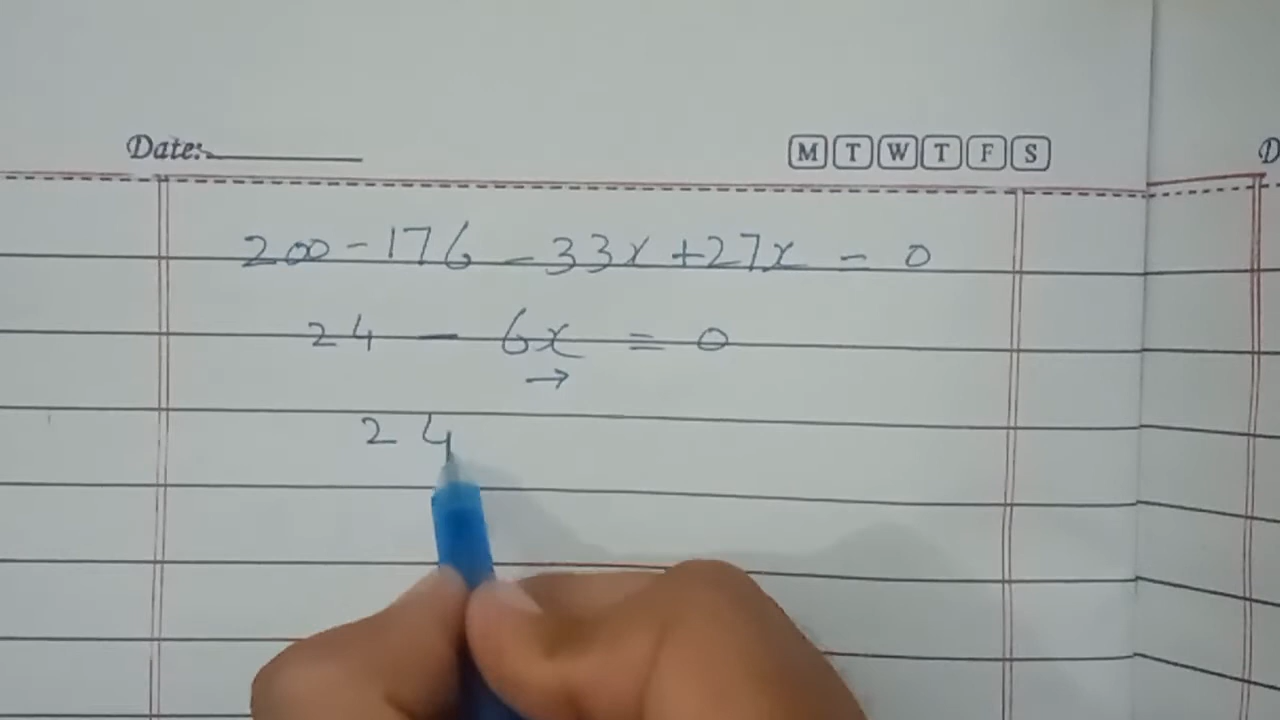 Date:
M T W T F S
D
200 - 176 - 33x + 27x - 0
24 - 6x = 0
→
24